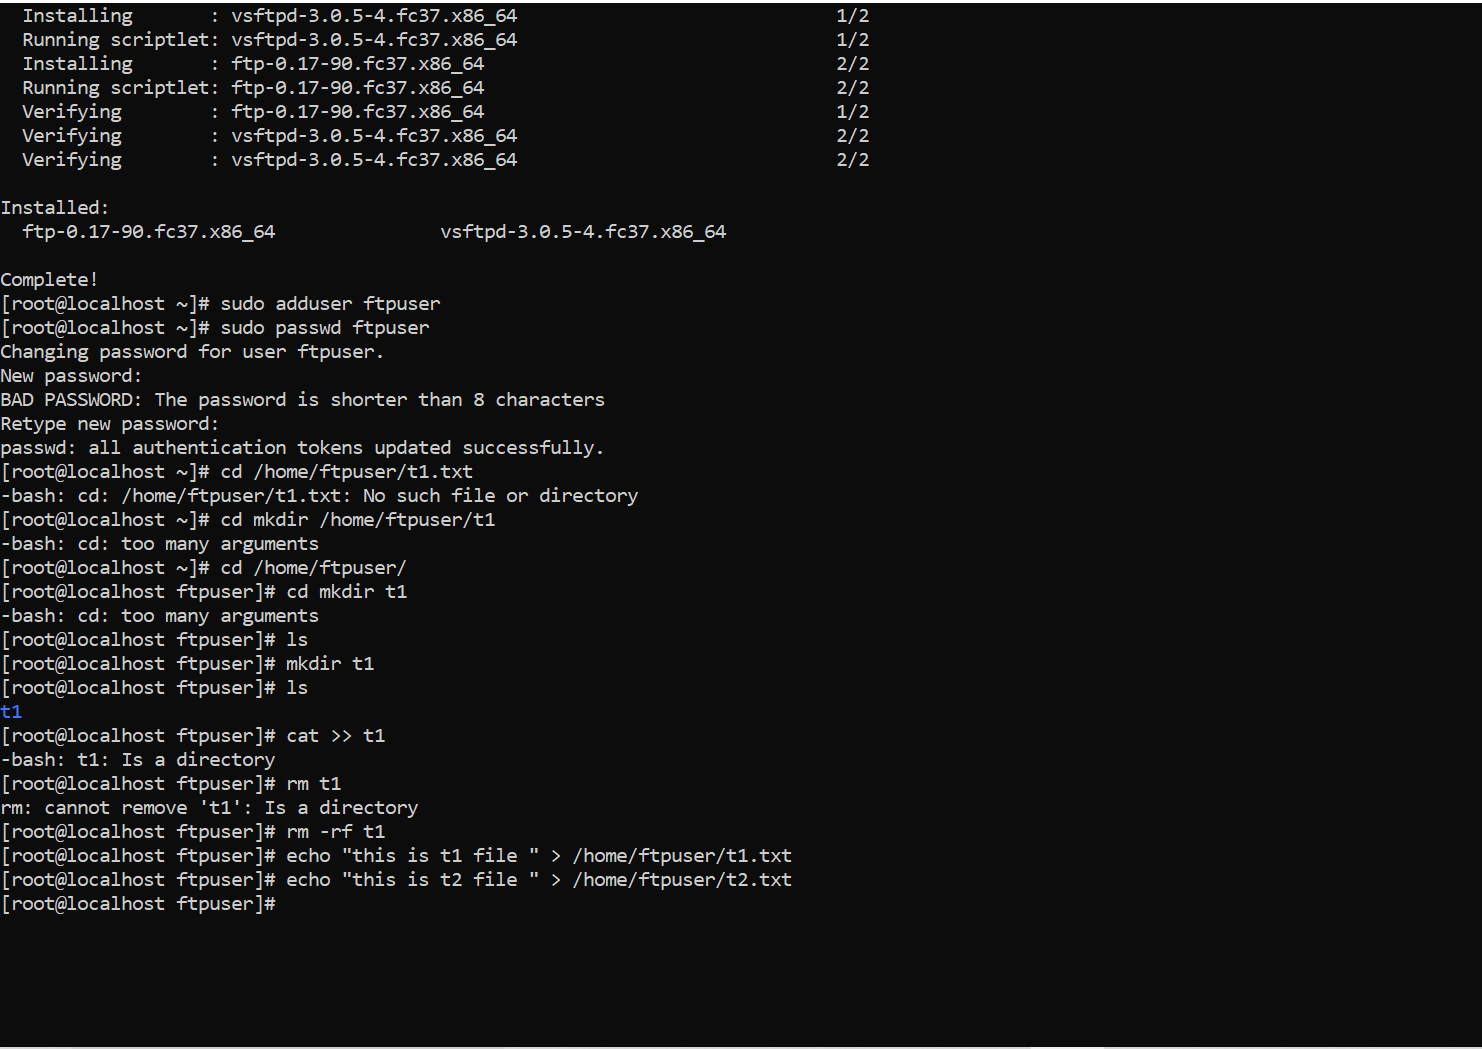 Installing : vsftpd-3.0.5-4.fc37.x86_64 1/2
Running scriptlet: vsftpd-3.0.5-4.fc37.x86_64 1/2
Installing : ftp-0.17-90.fc37.x86_64 2/2
Running scriptlet: ftp-0.17-90.fc37.x86_64 2/2
Verifying : ftp-0.17-90.fc37.x86_64 1/2
Verifying : vsftpd-3.0.5-4.fc37.x86_64 2/2
Verifying : vsftpd-3.0.5-4.fc37.x86_64 2/2
Installed:
ftp-0.17-90.fc37.x86_64 vsftpd-3.0.5-4.fc37.x86_64
Complete!
[root@localhost ~]# sudo adduser ftpuser
[root@localhost ~]# sudo passwd ftpuser
Changing password for user ftpuser.
New password:
BAD PASSWORD: The password is shorter than 8 characters
Retype new password:
passwd: all authentication tokens updated successfully.
[root@localhost ~]# cd /home/ftpuser/t1.txt
-bash: cd: /home/ftpuser/t1.txt: No such file or directory
[root@localhost ~]# cd mkdir /home/ftpuser/t1
-bash: cd: too many arguments
[root@localhost ~]# cd /home/ftpuser/
[root@localhost ftpuser]# cd mkdir t1
-bash: cd: too many arguments
[root@localhost ftpuser]# ls
[root@localhost ftpuser]# mkdir t1
[root@localhost ftpuser]# ls
t1
[root@localhost ftpuser]# cat >> t1
-bash: t1: Is a directory
[root@localhost ftpuser]# rm t1
rm: cannot remove 't1': Is a directory
[root@localhost ftpuser]# rm -rf t1
[root@localhost ftpuser]# echo "this is t1 file " > /home/ftpuser/t1.txt
[root@localhost ftpuser]# echo "this is t2 file " > /home/ftpuser/t2.txt
[root@localhost ftpuser]#